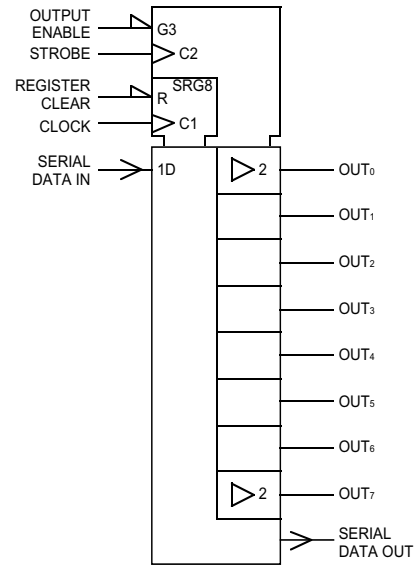 OUTPUT
ENABLE
G3
STROBE
C2
REGISTER
CLEAR
SRG8
R
CLOCK
C1
SERIAL
DATA IN
1D
2
OUT₀
OUT₁
OUT₂
OUT₃
OUT₄
OUT₅
OUT₆
2
OUT₇
SERIAL
DATA OUT